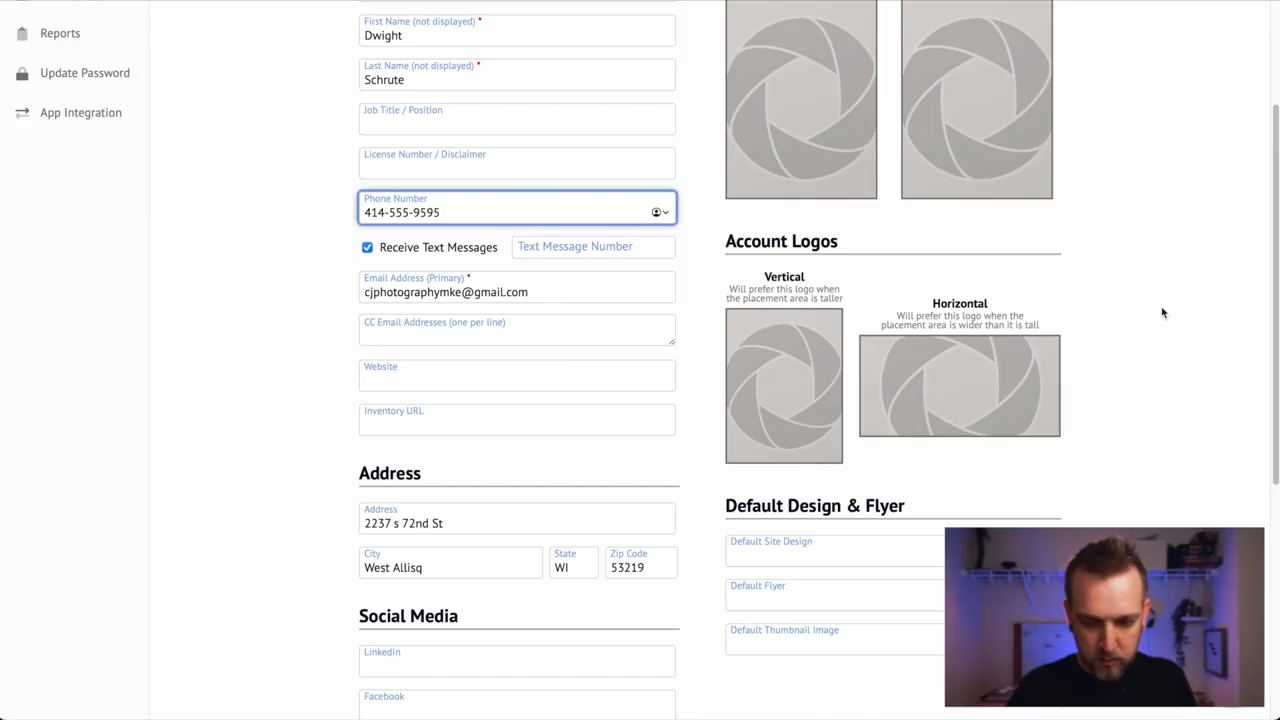 Reports
Update Password
App Integration
First Name (not displayed) *
Dwight
Last Name (not displayed) *
Schrute
Job Title / Position
License Number / Disclaimer
Phone Number
414-555-9595
Receive Text Messages
Text Message Number
Email Address (Primary) *
cjphotographymke@gmail.com
CC Email Addresses (one per line)
Website
Inventory URL
Address
Address
2237 s 72nd St
City
West Allisq
State
WI
Zip Code
53219
Social Media
LinkedIn
Facebook
Account Logos
Vertical
Will prefer this logo when
the placement area is taller
Horizontal
Will prefer this logo when the
placement area is wider than it is tall
Default Design & Flyer
Default Site Design
Default Flyer
Default Thumbnail Image